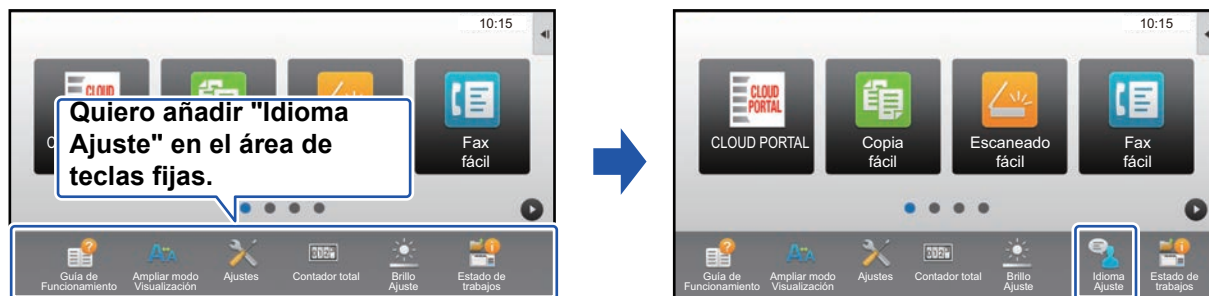 10:15
CLOUD
Quiero añadir "Idioma
Ajuste" en el área de
teclas fijas.
C
Fax
fácil
Guía de
Funcionamiento
Ampliar modo
Visualización
Ajustes
Contador total
Brillo
Ajuste
Estado de
trabajos
10:15
CLOUD
PORTAL
CLOUD PORTAL
Copia
fácil
Escaneado
fácil
Fax
fácil
Guía de
Funcionamiento
Ampliar modo
Visualización
Ajustes
Contador total
Brillo
Ajuste
Idioma
Ajuste
Estado de
trabajos